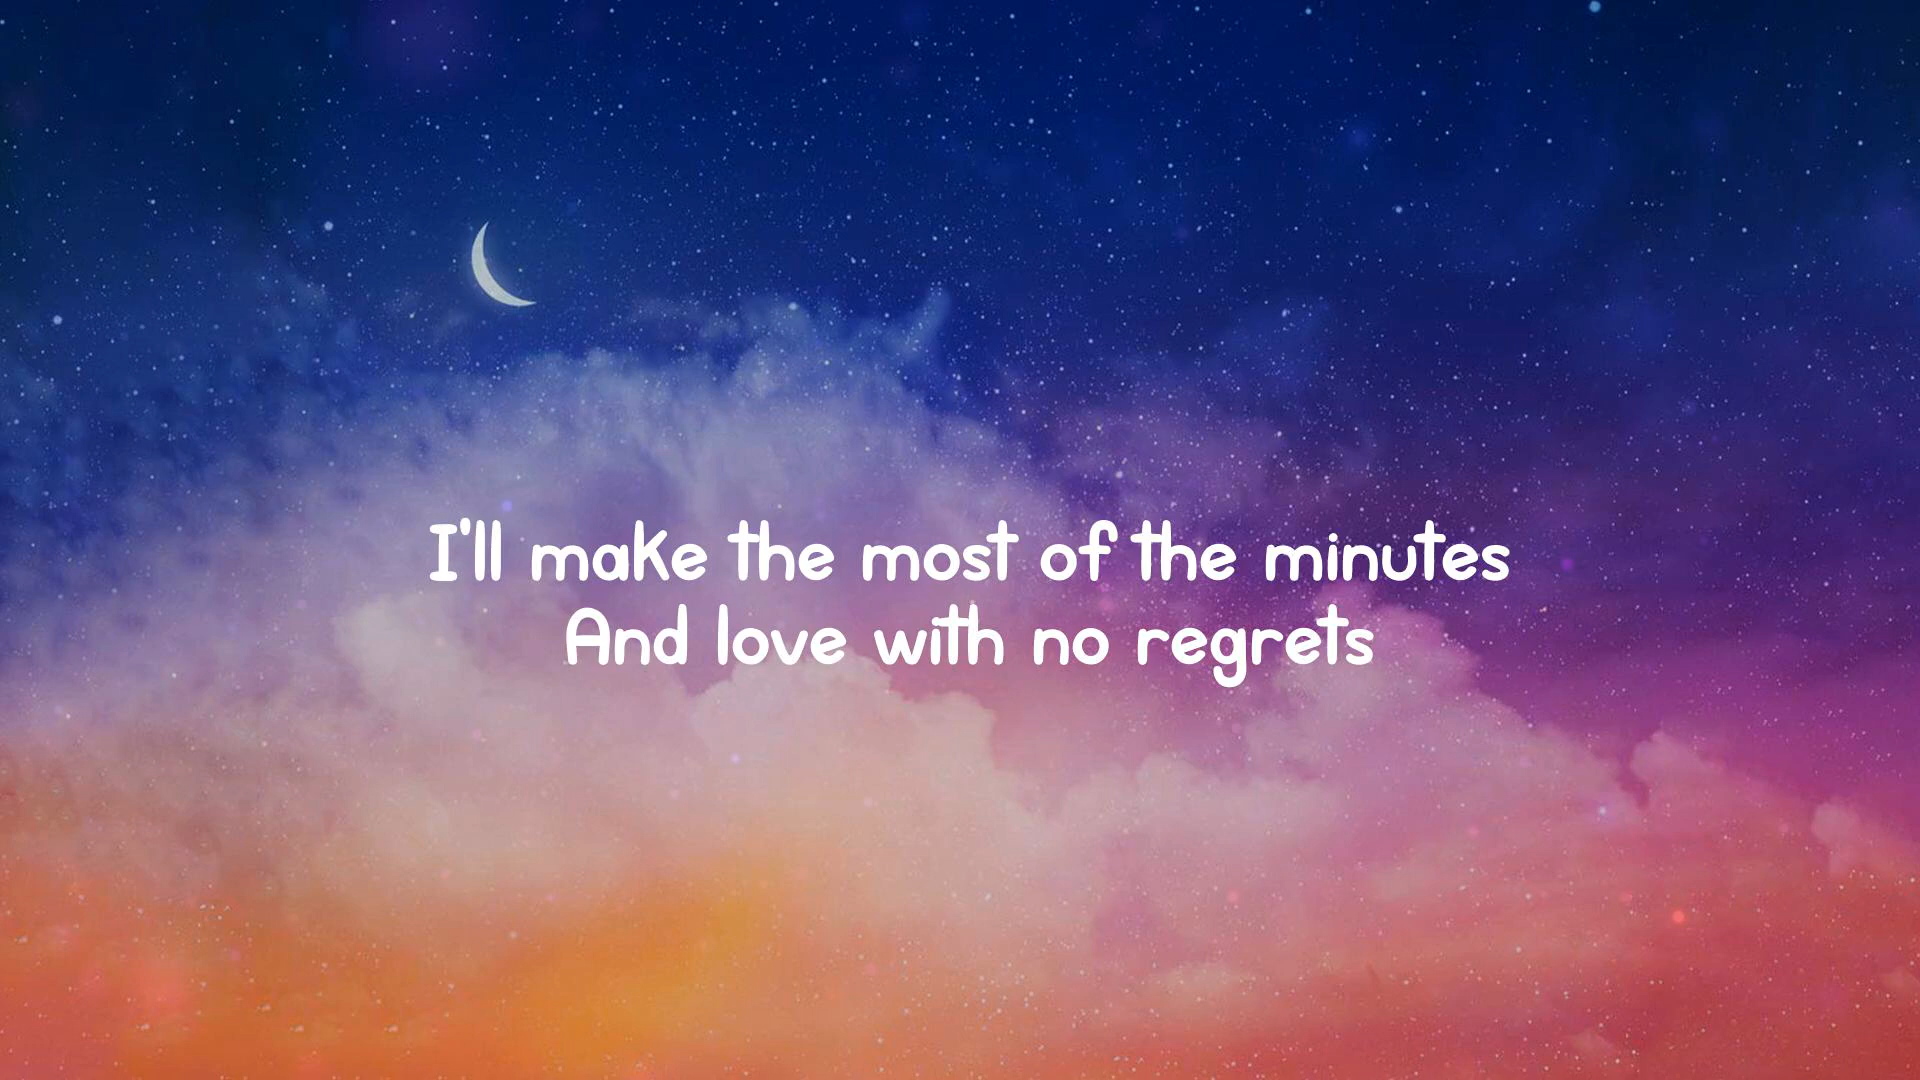 I'll make the most of the minutes
And love with no regrets